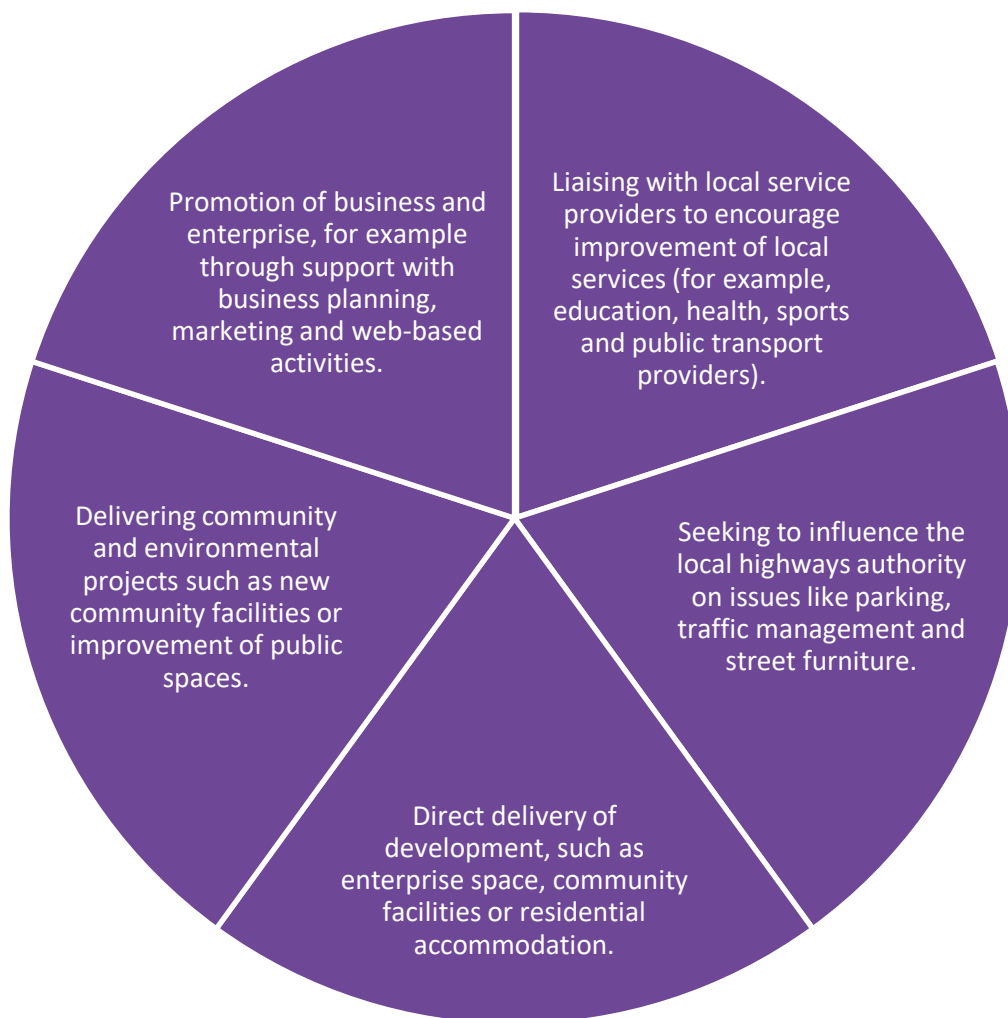 Liaising with local service
providers to encourage
improvement of local
services (for example,
education, health, sports
and public transport
providers).
Seeking to influence the
local highways authority
on issues like parking,
traffic management and
street furniture.
Direct delivery of
development, such as
enterprise space, community
facilities or residential
accommodation.
Delivering community
and environmental
projects such as new
community facilities or
improvement of public
spaces.
Promotion of business and
enterprise, for example
through support with
business planning,
marketing and web-based
activities.